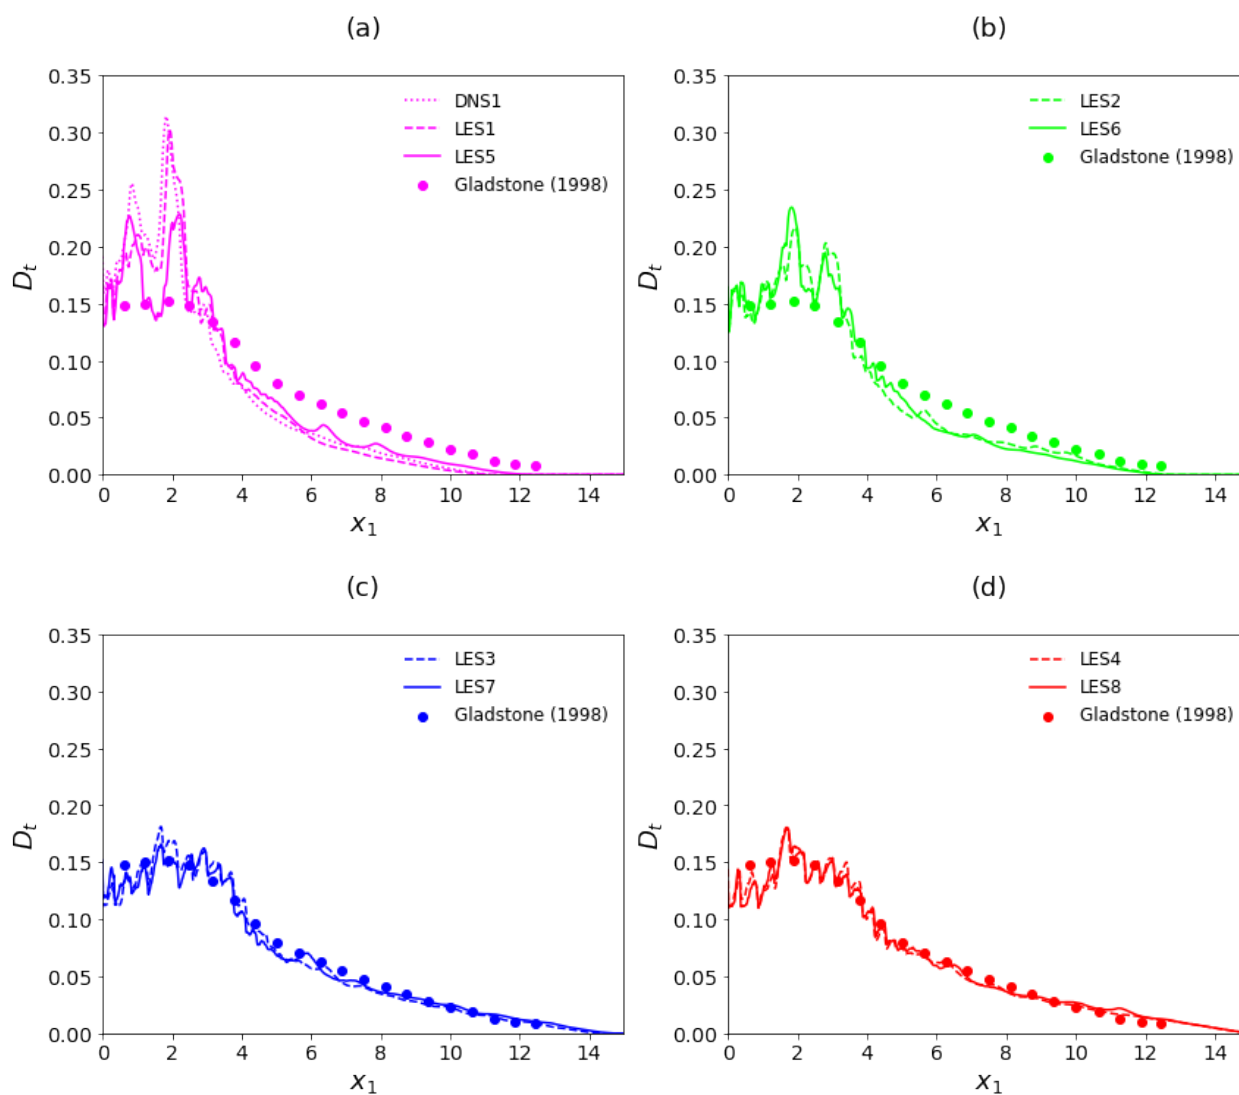 (a)
0.35
0.30
0.25
0.20
0.15
0.10
0.05
0.00
D_t
DNS1
LES1
LES5
Gladstone (1998)
0 2 4 6 8 10 12 14
x_1
(b)
0.35
0.30
0.25
0.20
0.15
0.10
0.05
0.00
D_t
LES2
LES6
Gladstone (1998)
0 2 4 6 8 10 12 14
x_1
(c)
0.35
0.30
0.25
0.20
0.15
0.10
0.05
0.00
D_t
LES3
LES7
Gladstone (1998)
0 2 4 6 8 10 12 14
x_1
(d)
0.35
0.30
0.25
0.20
0.15
0.10
0.05
0.00
D_t
LES4
LES8
Gladstone (1998)
0 2 4 6 8 10 12 14
x_1